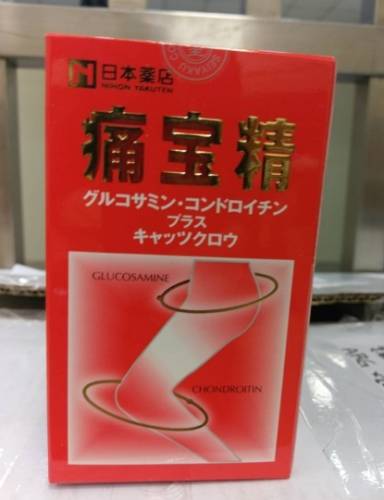 日本薬店
NIHON YAKUTEN
痛宝精
グルコサミン・コンドロイチン
プラス
キャッツクロウ
GLUCOSAMINE
CHONDROITIN